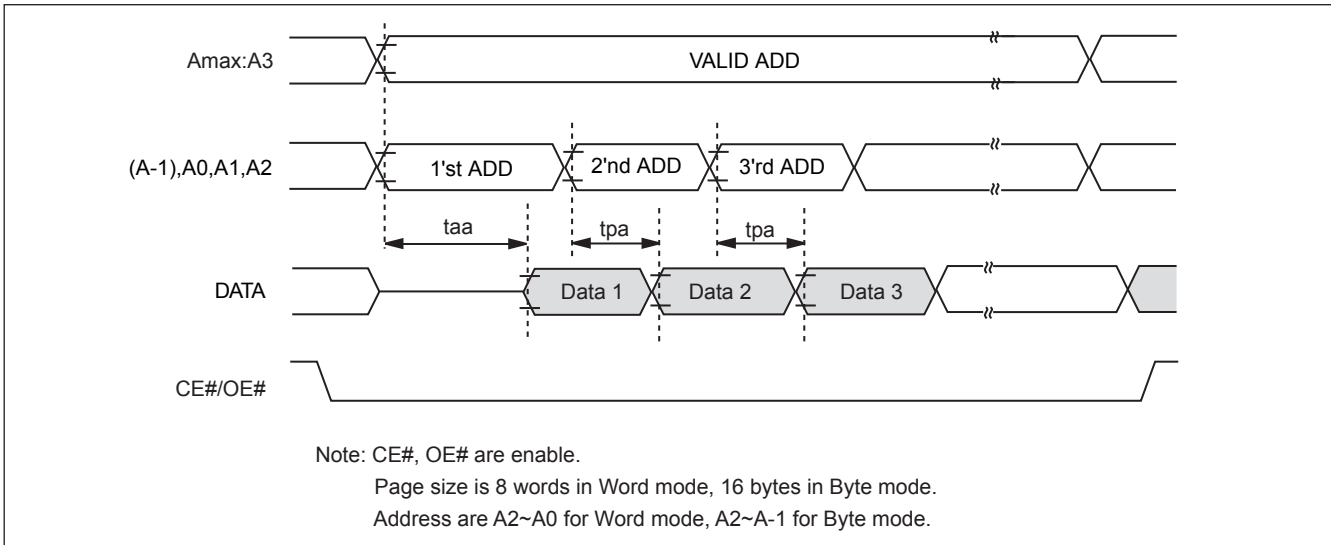 Amax:A3
VALID ADD
(A-1),A0,A1,A2
1'st ADD
2'nd ADD
3'rd ADD
taa
tpa
tpa
DATA
Data 1
Data 2
Data 3
CE#/OE#
Note: CE#, OE# are enable.
Page size is 8 words in Word mode, 16 bytes in Byte mode.
Address are A2~A0 for Word mode, A2~A-1 for Byte mode.